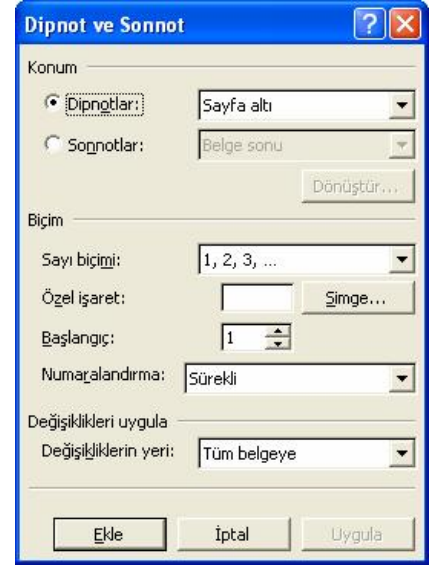 Dipnot ve Sonnot
Konum
Dipnotlar: Sayfa altı
Sonnotlar: Belge sonu
Dönüştür...
Biçim
Sayı biçimi: 1, 2, 3, ...
Özel işaret: Simge...
Başlangıç: 1
Numaralandırma: Sürekli
Değişiklikleri uygula
Değişikliklerin yeri: Tüm belgeye
Ekle İptal Uygula